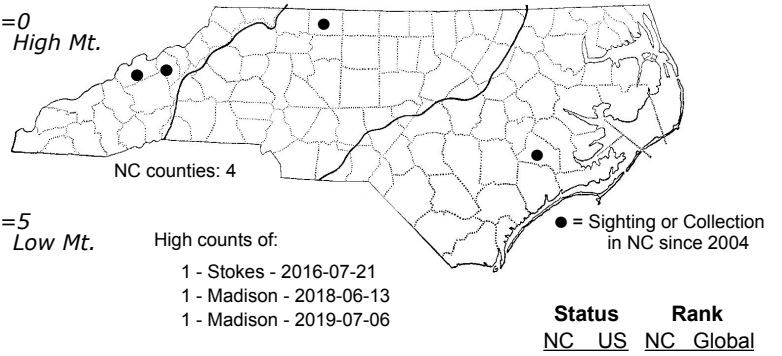 =0
High Mt.
NC counties: 4
=5
Low Mt.
High counts of:
1 - Stokes - 2016-07-21
1 - Madison - 2018-06-13
1 - Madison - 2019-07-06
● = Sighting or Collection
in NC since 2004
Status Rank
NC US NC Global